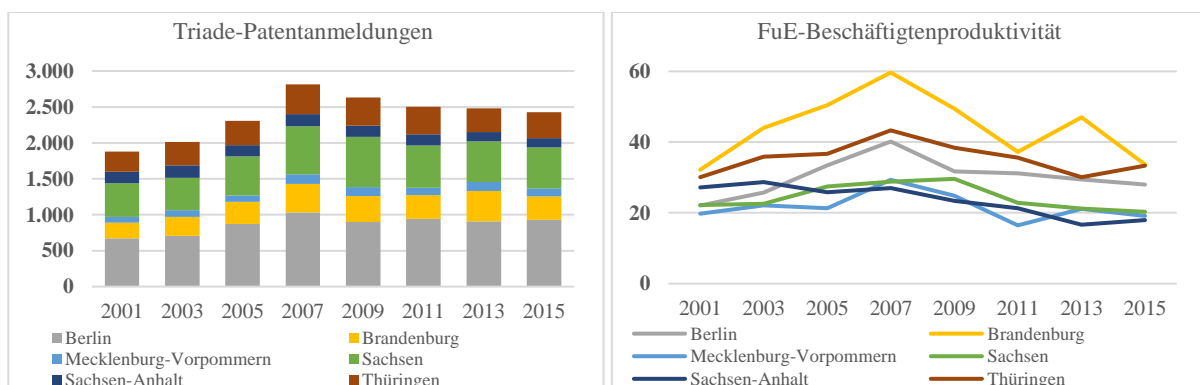 Triade-Patentanmeldungen
3.000
2.500
2.000
1.500
1.000
500
0
2001 2003 2005 2007 2009 2011 2013 2015
Berlin Brandenburg
Mecklenburg-Vorpommern Sachsen
Sachsen-Anhalt Thüringen
FuE-Beschäftigtenproduktivität
60
40
20
0
2001 2003 2005 2007 2009 2011 2013 2015
Berlin Brandenburg
Mecklenburg-Vorpommern Sachsen
Sachsen-Anhalt Thüringen